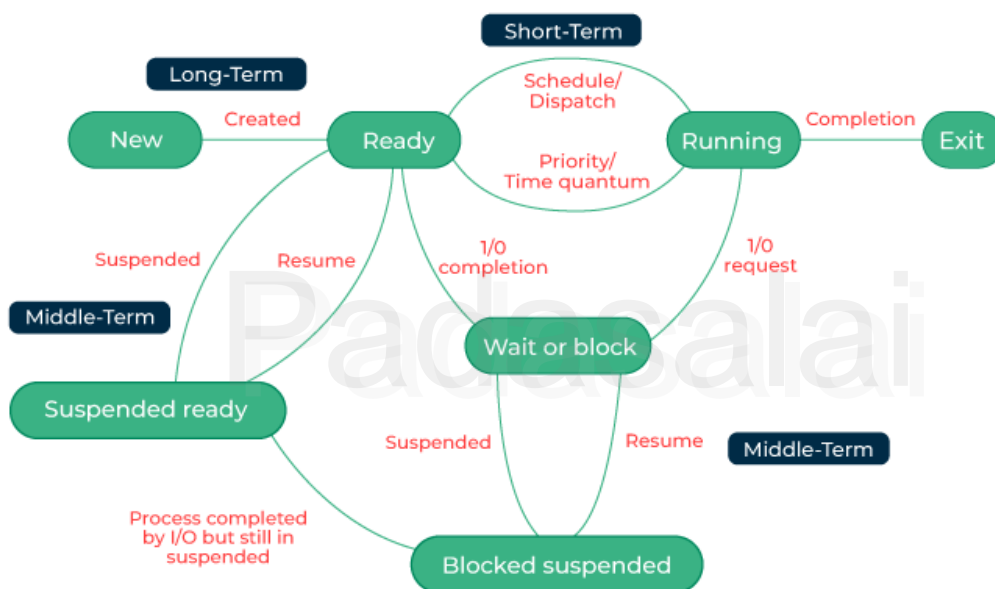 Short-Term
Long-Term
Schedule/
Dispatch
Created
Completion
New
Ready
Running
Exit
Priority/
Time quantum
Suspended
Resume
1/0
completion
1/0
request
Middle-Term
Padasalai
Wait or block
Suspended ready
Suspended
Resume
Middle-Term
Process completed
by I/O but still in
suspended
Blocked suspended